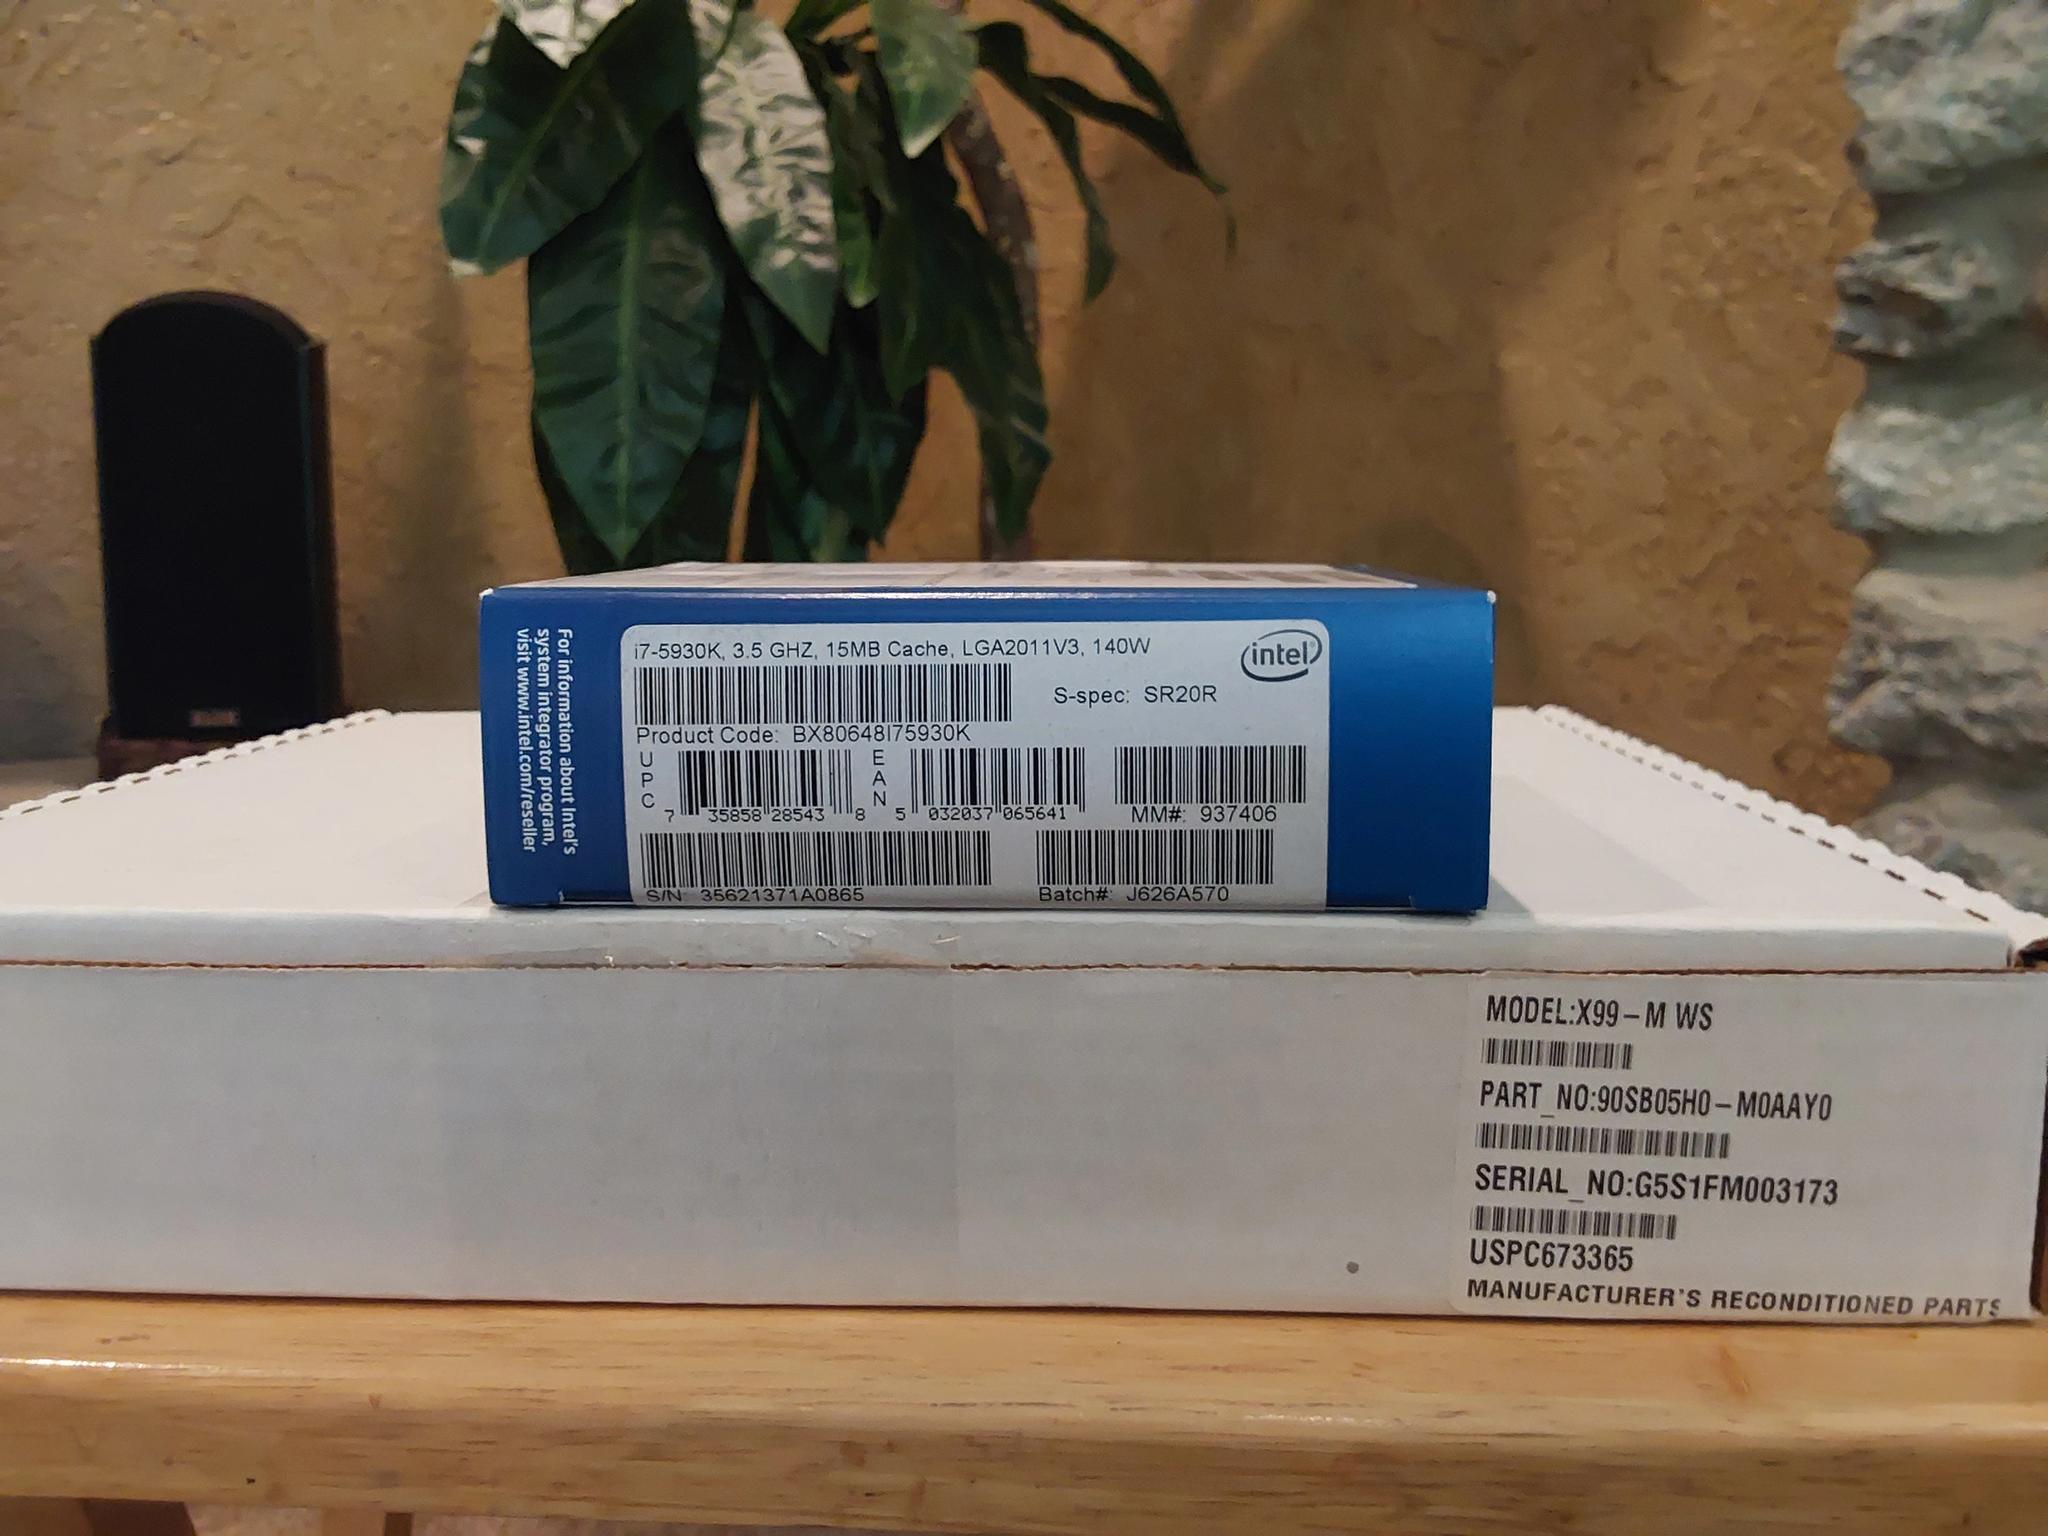 For information about Intel's
system integrator program,
visit www.intel.com/reseller
i7-5930K, 3.5 GHZ, 15MB Cache, LGA2011V3, 140W
intel
S-spec: SR20R
Product Code: BX80648I75930K
UPC
7 35858 28543 8
EAN
5 032037 065641
MM#: 937406
S/N: 35621371A0865
Batch#: J626A570
MODEL:X99-M WS
PART_NO:90SB05H0-M0AAY0
SERIAL_NO:G5S1FM003173
USPC673365
MANUFACTURER'S RECONDITIONED PARTS